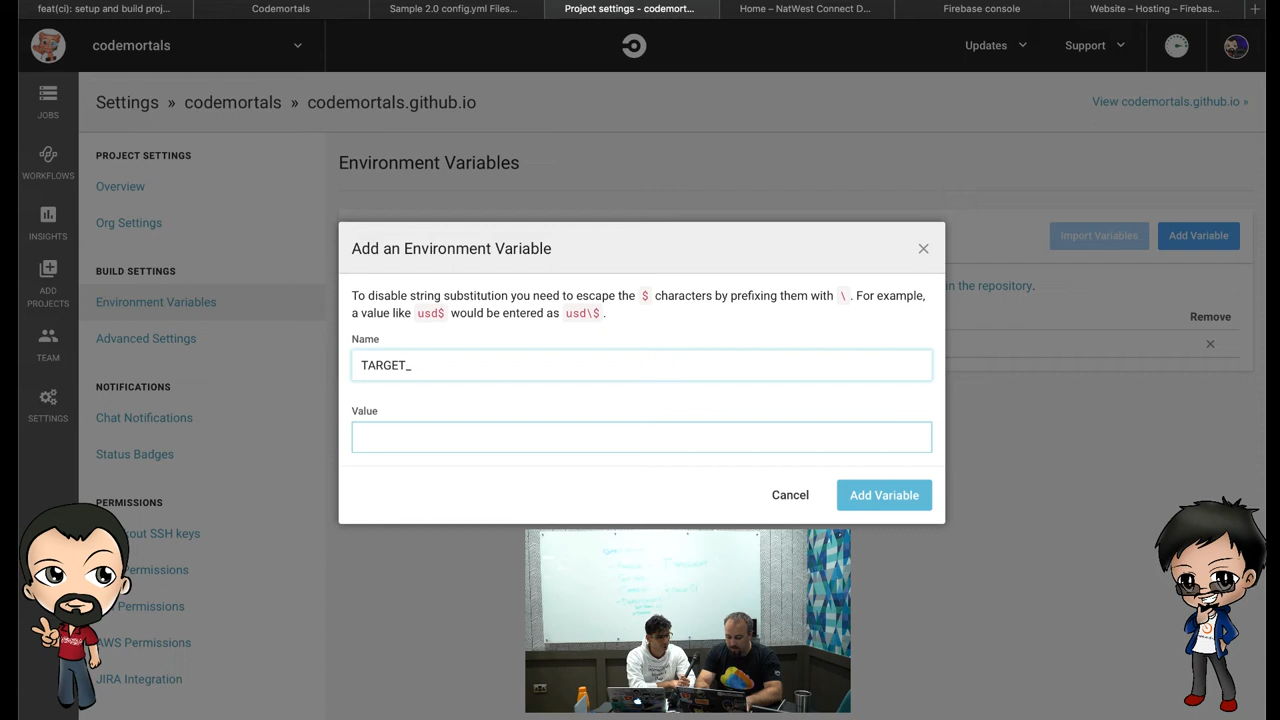 feat(ci): setup and build proj...
Codemortals
Sample 2.0 config.yml Files...
Project settings - codemort...
Home – NatWest Connect D...
Firebase console
Website – Hosting – Firebas...
codemortals
Updates
Support
JOBS
WORKFLOWS
INSIGHTS
ADD
PROJECTS
TEAM
SETTINGS
Settings » codemortals » codemortals.github.io
View codemortals.github.io »
PROJECT SETTINGS
Overview
Org Settings
BUILD SETTINGS
Environment Variables
Advanced Settings
NOTIFICATIONS
Chat Notifications
Status Badges
PERMISSIONS
out SSH keys
Permissions
Permissions
AWS Permissions
JIRA Integration
Environment Variables
Import Variables
Add Variable
in the repository.
Remove
Add an Environment Variable
To disable string substitution you need to escape the $ characters by prefixing them with \. For example,
a value like usd$ would be entered as usd\$.
Name
TARGET_
Value
Cancel
Add Variable